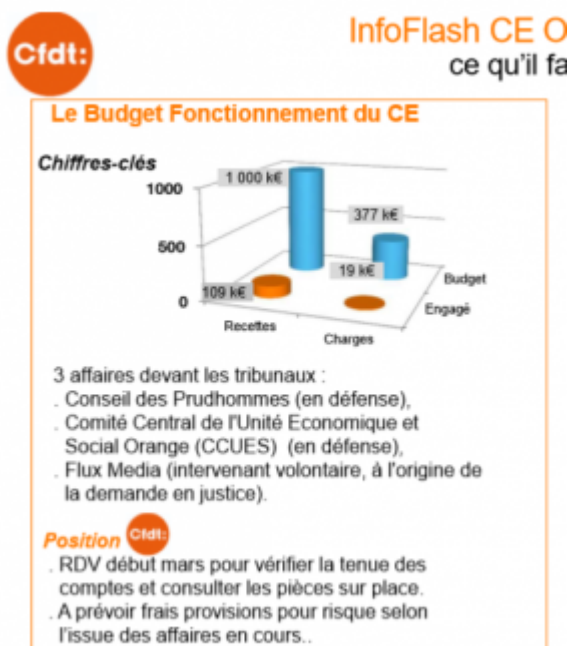 Cfdt:
InfoFlash CE O
ce qu'il fa
Le Budget Fonctionnement du CE
Chiffres-clés
1000
500
0
1 000 k€
377 k€
109 k€
19 k€
Recettes
Charges
Budget
Engagé
3 affaires devant les tribunaux :
. Conseil des Prudhommes (en défense),
. Comité Central de l'Unité Economique et
Social Orange (CCUES) (en défense),
. Flux Media (intervenant volontaire, à l'origine de
la demande en justice).
Position Cfdt:
. RDV début mars pour vérifier la tenue des
comptes et consulter les pièces sur place.
. A prévoir frais provisions pour risque selon
l'issue des affaires en cours..